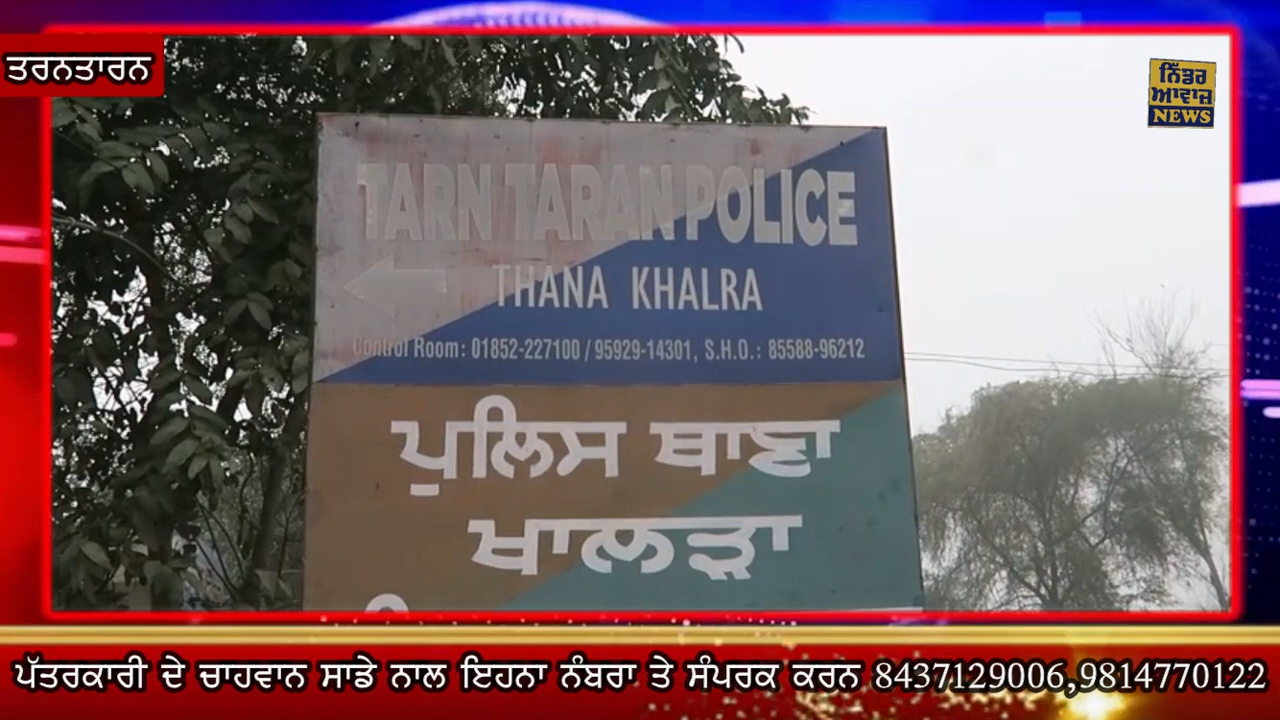 ਤਰਨਤਾਰਨ
ਨਿੱਡਰ
ਆਵਾਜ਼
NEWS
TARN TARAN POLICE
THANA KHALRA
Control Room: 01852-227100 / 95929-14301, S.H.O.: 85588-96212
ਪੁਲਿਸ ਥਾਣਾ
ਖਾਲੜਾ
ਪੱਤਰਕਾਰੀ ਦੇ ਚਾਹਵਾਨ ਸਾਡੇ ਨਾਲ ਇਹਨਾ ਨੰਬਰਾ ਤੇ ਸੰਪਰਕ ਕਰਨ 8437129006,9814770122